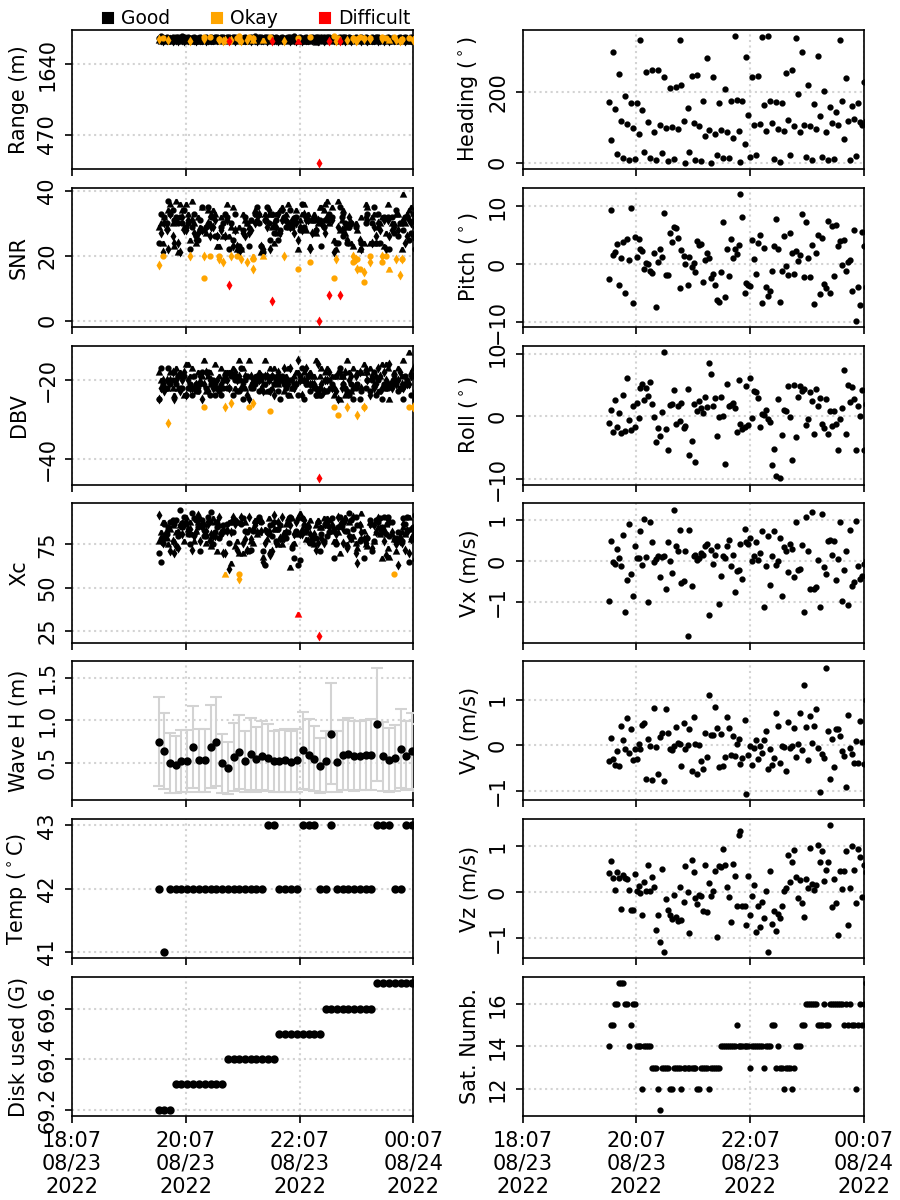 Good Okay Difficult
Range (m)
1640
470
Heading (°)
200
0
SNR
40
20
0
Pitch (°)
10
0
−10
DBV
−20
−40
Roll (°)
10
0
−10
Xc
75
50
25
Vx (m/s)
1
0
−1
Wave H (m)
1.5
1.0
0.5
Vy (m/s)
1
0
−1
Temp (°C)
43
42
41
Vz (m/s)
1
0
−1
Disk used (G)
69.6
69.4
69.2
Sat. Numb.
16
14
12
18:07 20:07 22:07 00:07
08/23 08/23 08/23 08/24
2022 2022 2022 2022
18:07 20:07 22:07 00:07
08/23 08/23 08/23 08/24
2022 2022 2022 2022